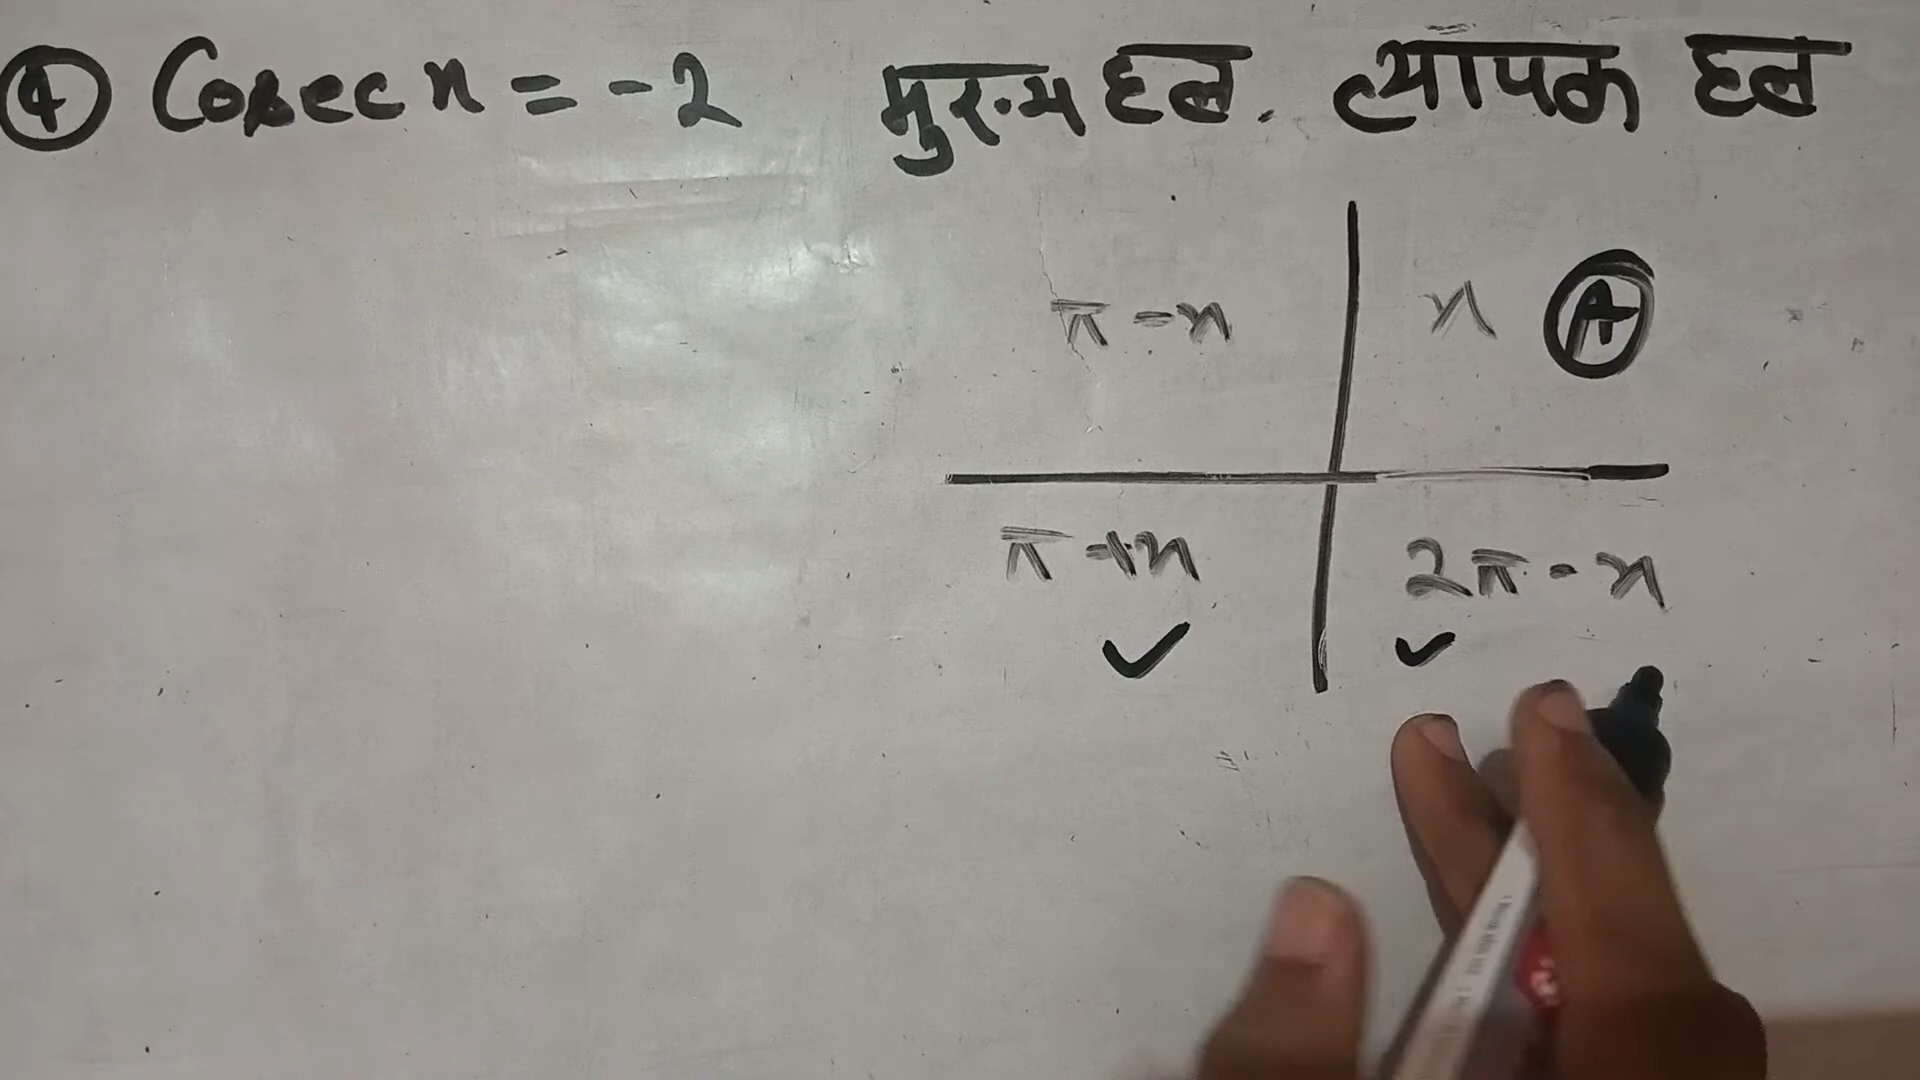 ④ Cosec x = -2 मुख्य हल. व्यापक हल
π - x x Ⓐ
π + x 2π - x